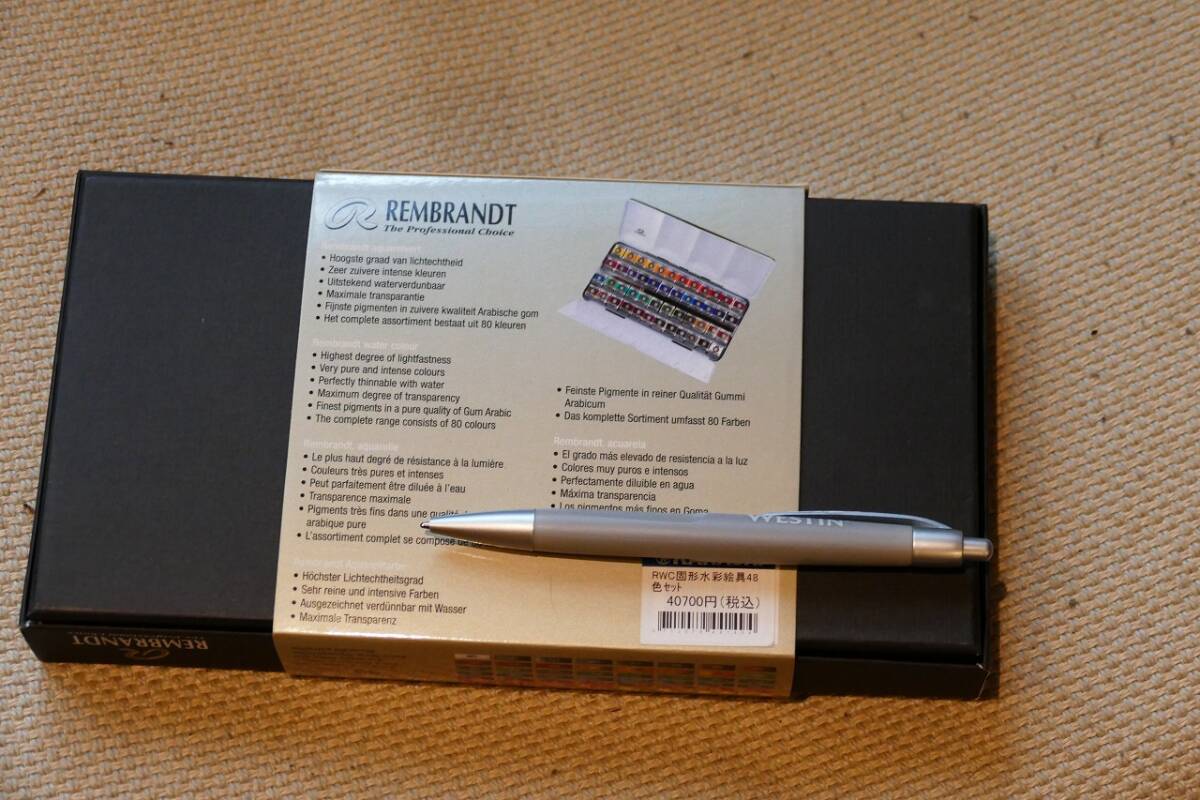 REMBRANDT
The Professional Choice
• Hoogste graad van lichtechtheid
• Zeer zuivere intense kleuren
• Uitstekend waterverdunbaar
• Maximale transparantie
• Fijnste pigmenten in zuivere kwaliteit Arabische gom
• Het complete assortiment bestaat uit 80 kleuren
Rembrandt water colour
• Highest degree of lightfastness
• Very pure and intense colours
• Perfectly thinnable with water
• Maximum degree of transparency
• Finest pigments in a pure quality of Gum Arabic
• The complete range consists of 80 colours
Rembrandt aquarelle
• Le plus haut degré de résistance à la lumière
• Couleurs très pures et intenses
• Peut parfaitement être diluée à l'eau
• Transparence maximale
• Pigments très fins dans une qualité
arabique pure
• L'assortiment complet se compose de
• Höchster Lichtechtheitsgrad
• Sehr reine und intensive Farben
• Ausgezeichnet verdünnbar mit Wasser
• Maximale Transparenz
• Feinste Pigmente in reiner Qualität Gummi
Arabicum
• Das komplette Sortiment umfasst 80 Farben
Rembrandt acuarela
• El grado más elevado de resistencia a la luz
• Colores muy puros e intensos
• Perfectamente diluible en agua
• Máxima transparencia
• Los pigmentos más finos en Goma
WESTIN
RWC固形水彩絵具48
色セット
40700円(税込)
REMBRANDT